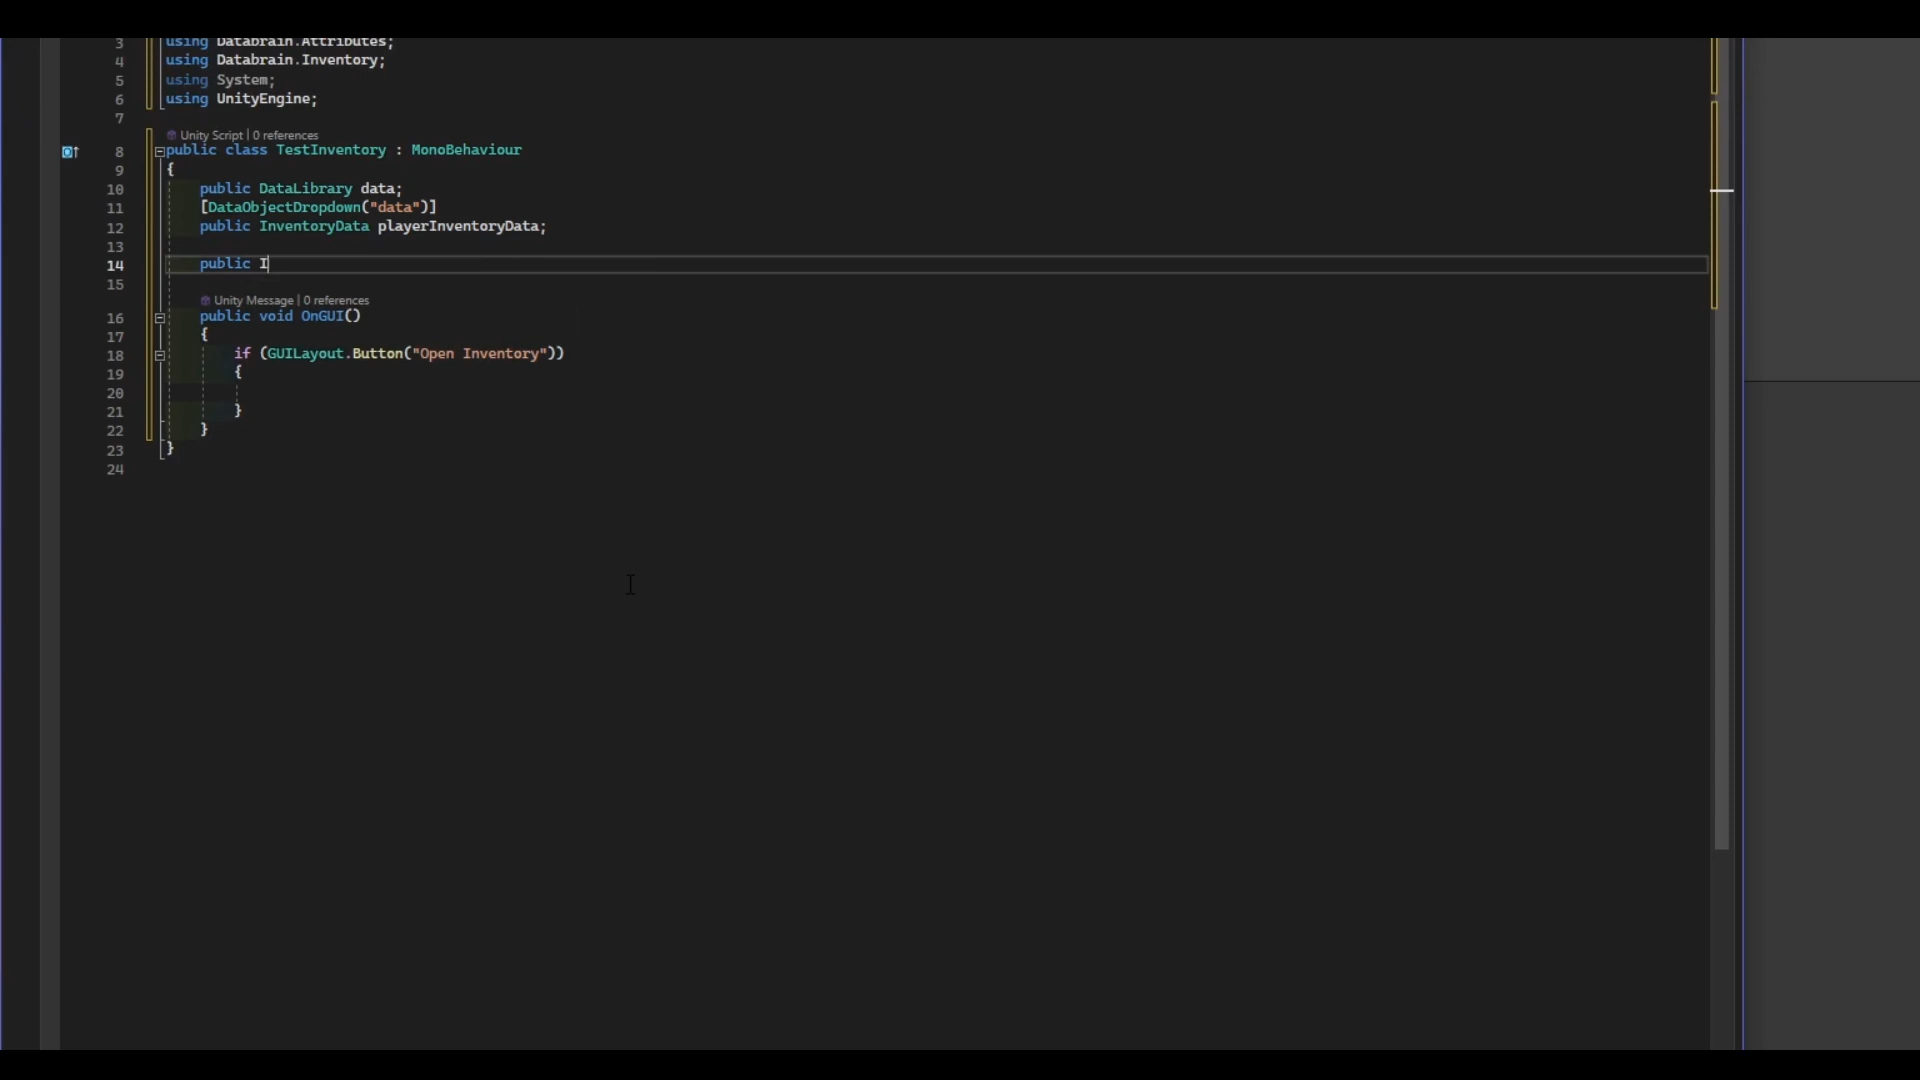 3 using Databrain.Attributes;
4 using Databrain.Inventory;
5 using System;
6 using UnityEngine;
7
Unity Script | 0 references
8 public class TestInventory : MonoBehaviour
9 {
10 public DataLibrary data;
11 [DataObjectDropdown("data")]
12 public InventoryData playerInventoryData;
13
14 public I
15
Unity Message | 0 references
16 public void OnGUI()
17 {
18 if (GUILayout.Button("Open Inventory"))
19 {
20
21 }
22 }
23 }
24